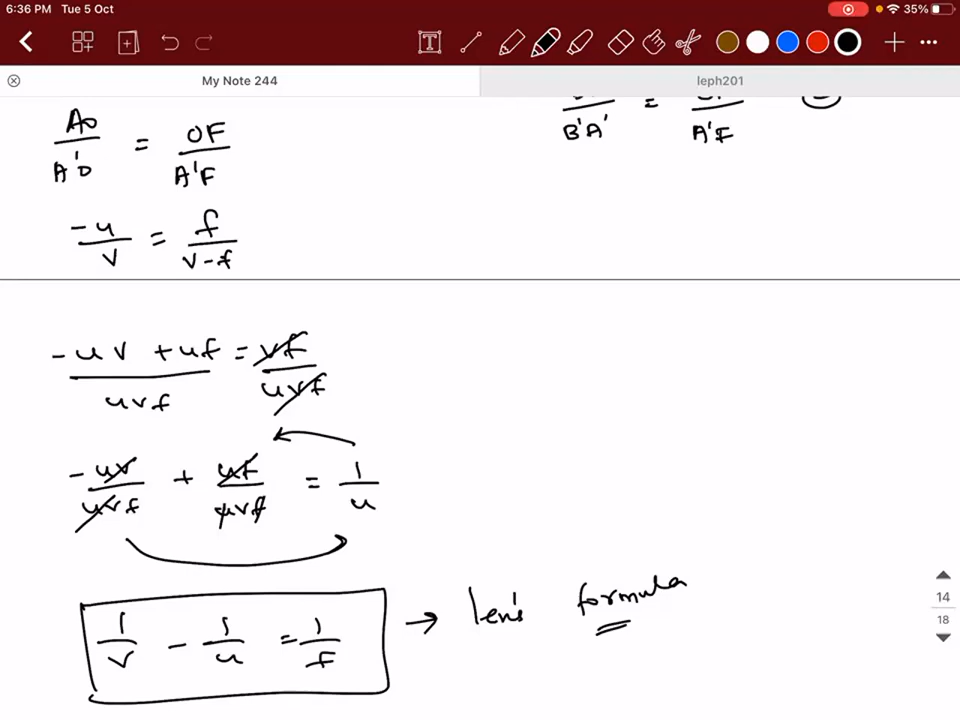 6:36 PM Tue 5 Oct
35%
My Note 244
leph201
AO/A'O = OF/A'F
B'A' = A'F
-u/v = f/v-f
-uv + uf/uvf = vf/uvf
-uv/uvf + uf/uvf = 1/u
1/v - 1/u = 1/f → len's formula
14
18